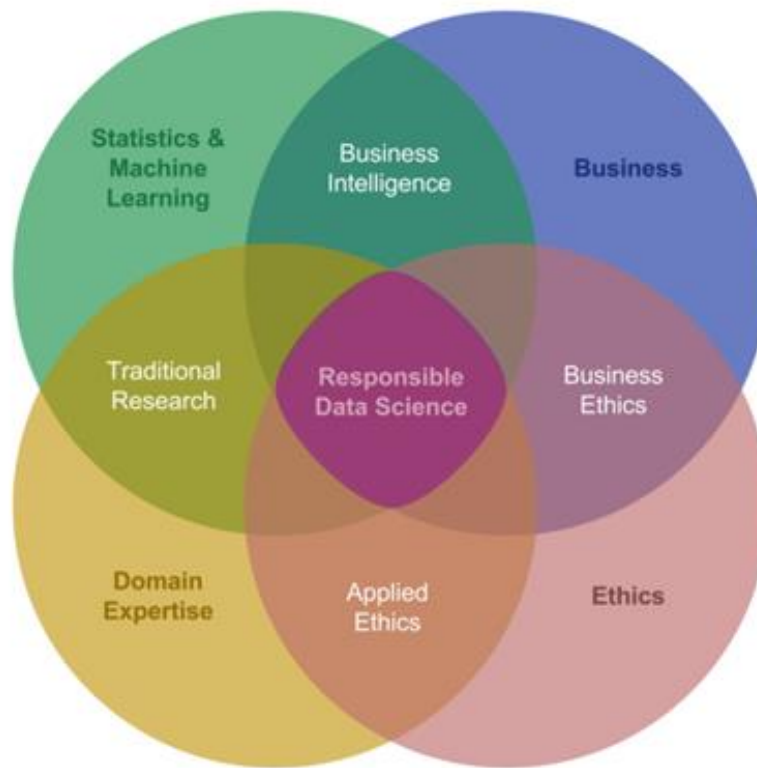 Statistics &
Machine
Learning
Business
Intelligence
Business
Traditional
Research
Responsible
Data Science
Business
Ethics
Domain
Expertise
Applied
Ethics
Ethics